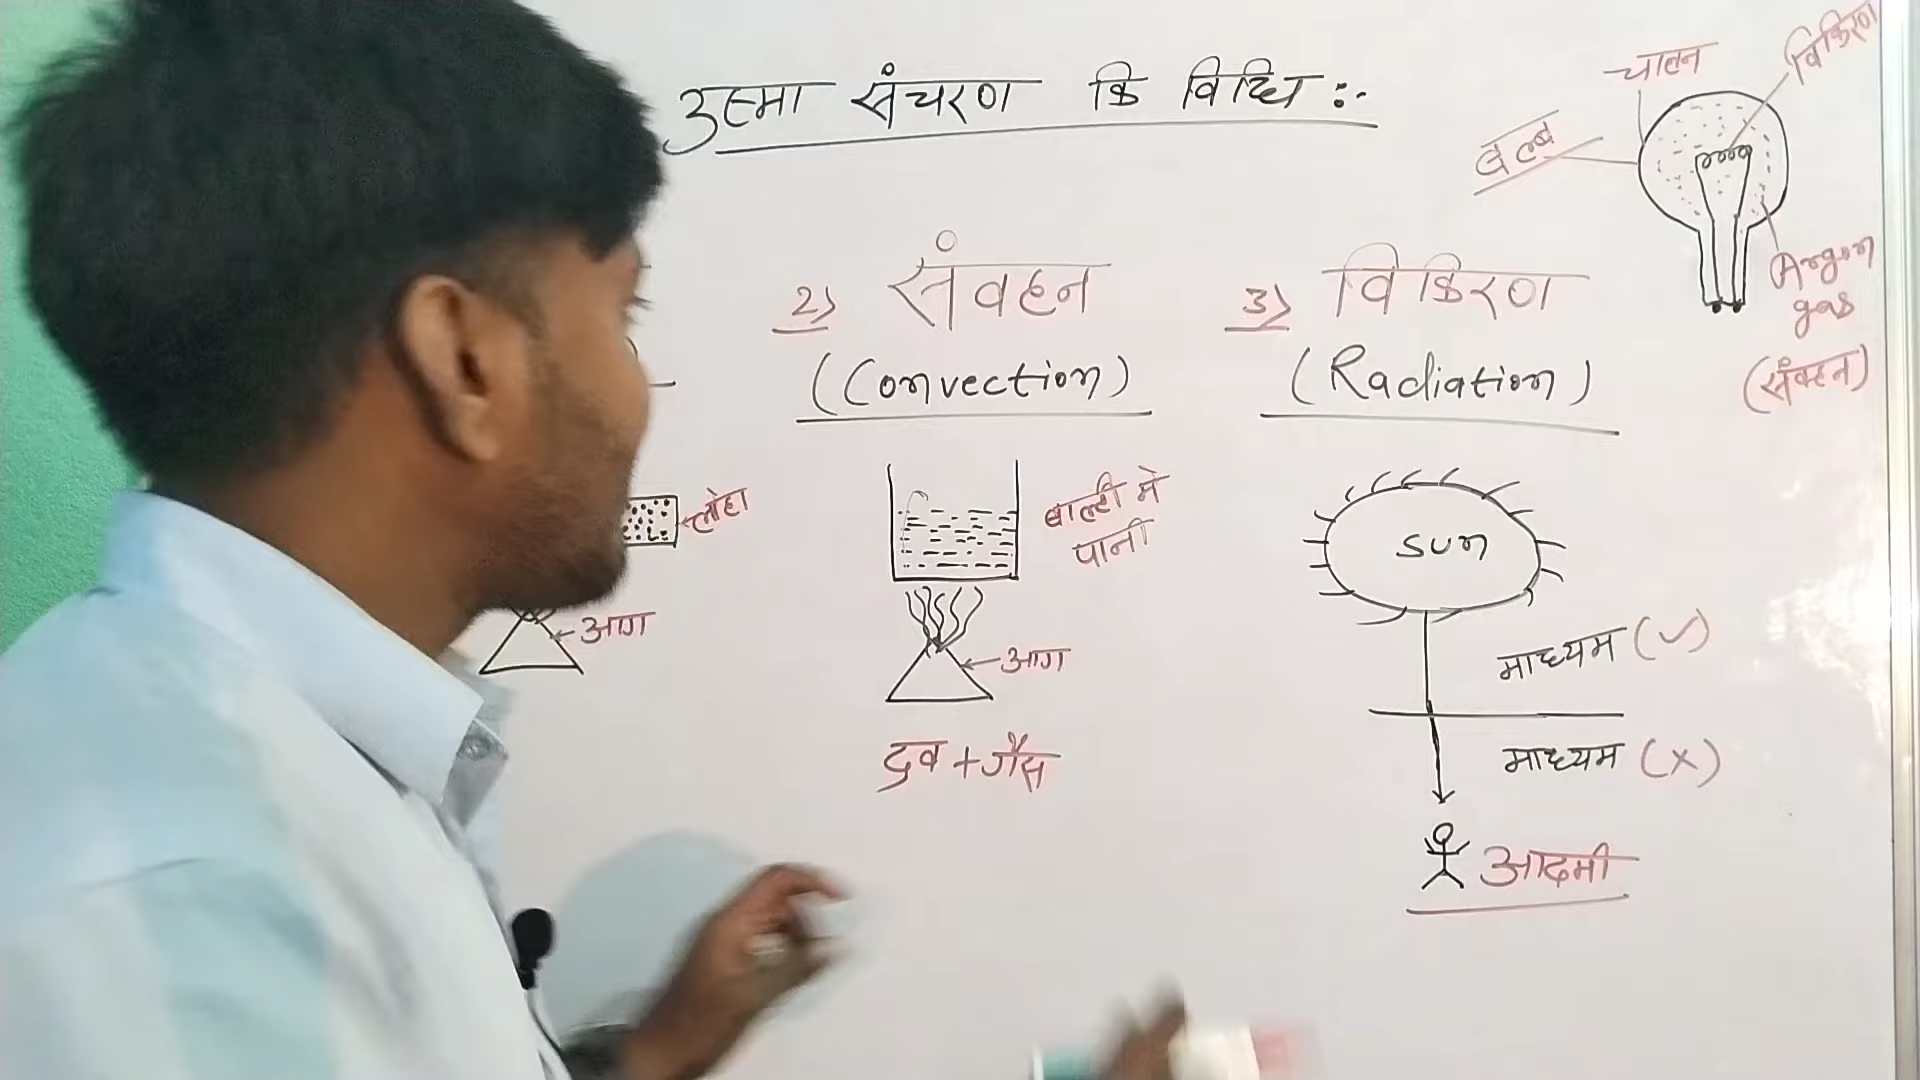 उष्मा संचरण कि विधि :-
चालन
विकिरण
बल्ब
Argon
gas
(संवहन)
2) संवहन
(Convection)
3) विकिरण
(Radiation)
लोहा
आग
बाल्टी मे
पानी
आग
द्रव + गैस
Sun
माध्यम (✓)
माध्यम (×)
आदमी